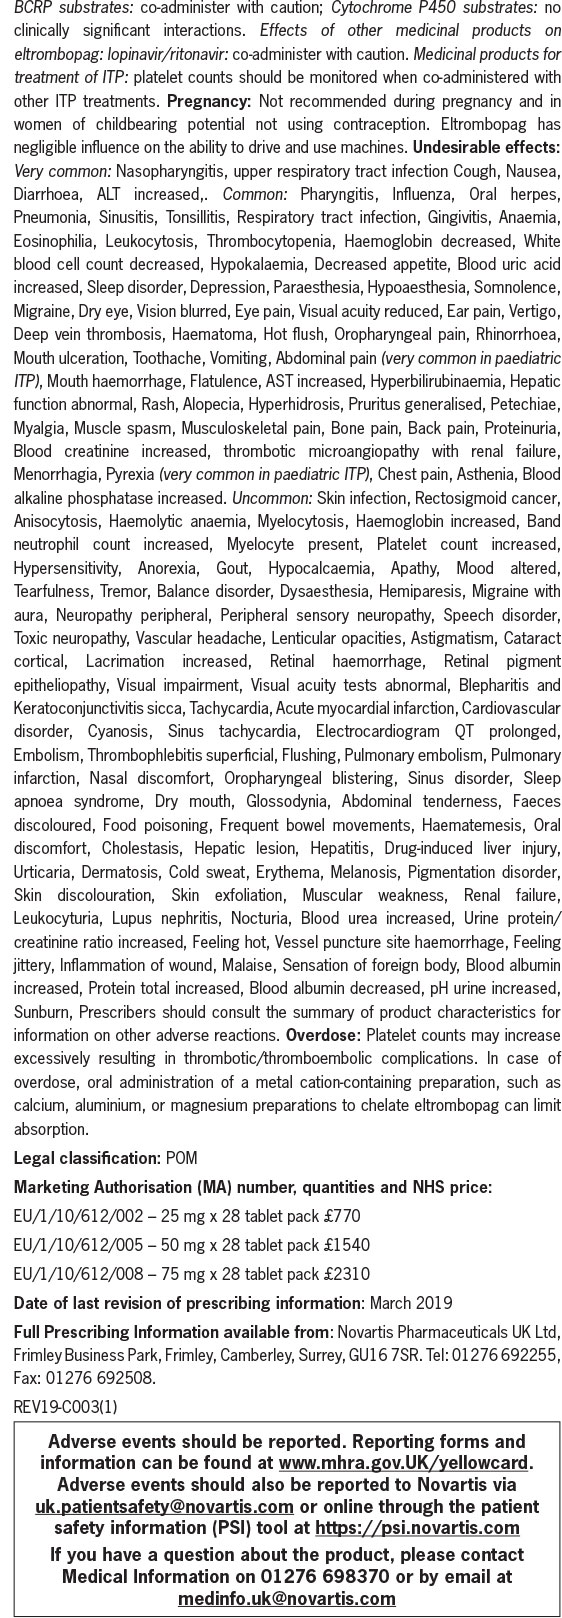 BCRP substrates: co-administer with caution; Cytochrome P450 substrates: no
clinically significant interactions. Effects of other medicinal products on
eltrombopag: lopinavir/ritonavir: co-administer with caution. Medicinal products for
treatment of ITP: platelet counts should be monitored when co-administered with
other ITP treatments. Pregnancy: Not recommended during pregnancy and in
women of childbearing potential not using contraception. Eltrombopag has
negligible influence on the ability to drive and use machines. Undesirable effects:
Very common: Nasopharyngitis, upper respiratory tract infection Cough, Nausea,
Diarrhoea, ALT increased,. Common: Pharyngitis, Influenza, Oral herpes,
Pneumonia, Sinusitis, Tonsillitis, Respiratory tract infection, Gingivitis, Anaemia,
Eosinophilia, Leukocytosis, Thrombocytopenia, Haemoglobin decreased, White
blood cell count decreased, Hypokalaemia, Decreased appetite, Blood uric acid
increased, Sleep disorder, Depression, Paraesthesia, Hypoaesthesia, Somnolence,
Migraine, Dry eye, Vision blurred, Eye pain, Visual acuity reduced, Ear pain, Vertigo,
Deep vein thrombosis, Haematoma, Hot flush, Oropharyngeal pain, Rhinorrhoea,
Mouth ulceration, Toothache, Vomiting, Abdominal pain (very common in paediatric
ITP), Mouth haemorrhage, Flatulence, AST increased, Hyperbilirubinaemia, Hepatic
function abnormal, Rash, Alopecia, Hyperhidrosis, Pruritus generalised, Petechiae,
Myalgia, Muscle spasm, Musculoskeletal pain, Bone pain, Back pain, Proteinuria,
Blood creatinine increased, thrombotic microangiopathy with renal failure,
Menorrhagia, Pyrexia (very common in paediatric ITP), Chest pain, Asthenia, Blood
alkaline phosphatase increased. Uncommon: Skin infection, Rectosigmoid cancer,
Anisocytosis, Haemolytic anaemia, Myelocytosis, Haemoglobin increased, Band
neutrophil count increased, Myelocyte present, Platelet count increased,
Hypersensitivity, Anorexia, Gout, Hypocalcaemia, Apathy, Mood altered,
Tearfulness, Tremor, Balance disorder, Dysaesthesia, Hemiparesis, Migraine with
aura, Neuropathy peripheral, Peripheral sensory neuropathy, Speech disorder,
Toxic neuropathy, Vascular headache, Lenticular opacities, Astigmatism, Cataract
cortical, Lacrimation increased, Retinal haemorrhage, Retinal pigment
epitheliopathy, Visual impairment, Visual acuity tests abnormal, Blepharitis and
Keratoconjunctivitis sicca, Tachycardia, Acute myocardial infarction, Cardiovascular
disorder, Cyanosis, Sinus tachycardia, Electrocardiogram QT prolonged,
Embolism, Thrombophlebitis superficial, Flushing, Pulmonary embolism, Pulmonary
infarction, Nasal discomfort, Oropharyngeal blistering, Sinus disorder, Sleep
apnoea syndrome, Dry mouth, Glossodynia, Abdominal tenderness, Faeces
discoloured, Food poisoning, Frequent bowel movements, Haematemesis, Oral
discomfort, Cholestasis, Hepatic lesion, Hepatitis, Drug-induced liver injury,
Urticaria, Dermatosis, Cold sweat, Erythema, Melanosis, Pigmentation disorder,
Skin discolouration, Skin exfoliation, Muscular weakness, Renal failure,
Leukocyturia, Lupus nephritis, Nocturia, Blood urea increased, Urine protein/
creatinine ratio increased, Feeling hot, Vessel puncture site haemorrhage, Feeling
jittery, Inflammation of wound, Malaise, Sensation of foreign body, Blood albumin
increased, Protein total increased, Blood albumin decreased, pH urine increased,
Sunburn, Prescribers should consult the summary of product characteristics for
information on other adverse reactions. Overdose: Platelet counts may increase
excessively resulting in thrombotic/thromboembolic complications. In case of
overdose, oral administration of a metal cation-containing preparation, such as
calcium, aluminium, or magnesium preparations to chelate eltrombopag can limit
absorption.
Legal classification: POM
Marketing Authorisation (MA) number, quantities and NHS price:
EU/1/10/612/002 – 25 mg x 28 tablet pack £770
EU/1/10/612/005 – 50 mg x 28 tablet pack £1540
EU/1/10/612/008 – 75 mg x 28 tablet pack £2310
Date of last revision of prescribing information: March 2019
Full Prescribing Information available from: Novartis Pharmaceuticals UK Ltd,
Frimley Business Park, Frimley, Camberley, Surrey, GU16 7SR. Tel: 01276 692255,
Fax: 01276 692508.
REV19-C003(1)
Adverse events should be reported. Reporting forms and
information can be found at www.mhra.gov.UK/yellowcard.
Adverse events should also be reported to Novartis via
uk.patientsafety@novartis.com or online through the patient
safety information (PSI) tool at https://psi.novartis.com
If you have a question about the product, please contact
Medical Information on 01276 698370 or by email at
medinfo.uk@novartis.com